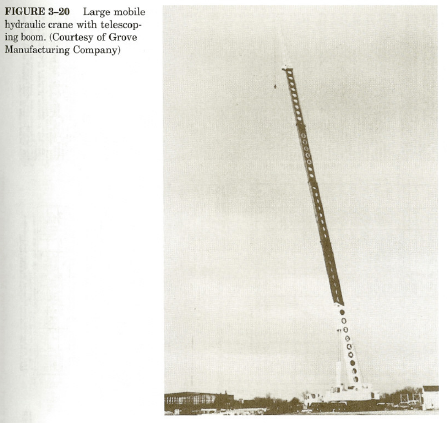 FIGURE 3–20 Large mobile
hydraulic crane with telescop-
ing boom. (Courtesy of Grove
Manufacturing Company)